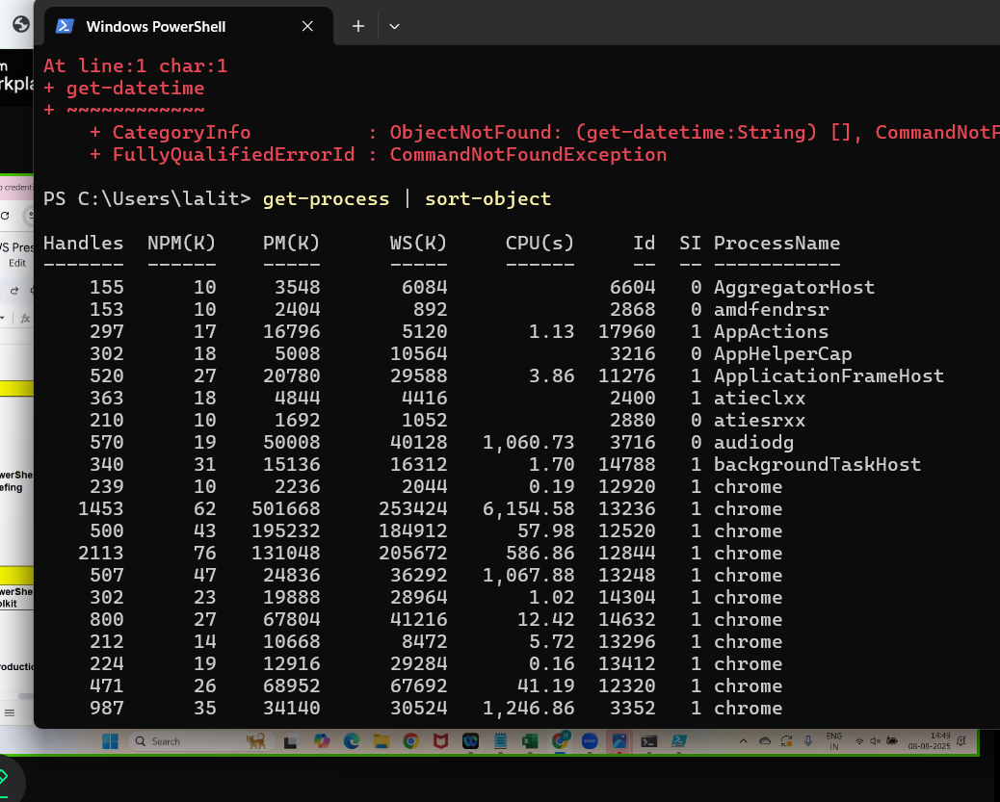 Windows PowerShell
m
rkpla
At line:1 char:1
+ get-datetime
+ ~~~~~~~~~~~~
+ CategoryInfo : ObjectNotFound: (get-datetime:String) [], CommandNotF
+ FullyQualifiedErrorId : CommandNotFoundException
PS C:\Users\lalit> get-process | sort-object
Handles NPM(K) PM(K) WS(K) CPU(s) Id SI ProcessName
------- ------ ----- ----- ------ -- -- -----------
155 10 3548 6084 6604 0 AggregatorHost
153 10 2404 892 2868 0 amdfendrsr
297 17 16796 5120 1.13 17960 1 AppActions
302 18 5008 10564 3216 0 AppHelperCap
520 27 20780 29588 3.86 11276 1 ApplicationFrameHost
363 18 4844 4416 2400 1 atieclxx
210 10 1692 1052 2880 0 atiesrxx
570 19 50008 40128 1,060.73 3716 0 audiodg
340 31 15136 16312 1.70 14788 1 backgroundTaskHost
239 10 2236 2044 0.19 12920 1 chrome
1453 62 501668 253424 6,154.58 13236 1 chrome
500 43 195232 184912 57.98 12520 1 chrome
2113 76 131048 205672 586.86 12844 1 chrome
507 47 24836 36292 1,067.88 13248 1 chrome
302 23 19888 28964 1.02 14304 1 chrome
800 27 67804 41216 12.42 14632 1 chrome
212 14 10668 8472 5.72 13296 1 chrome
224 19 12916 29284 0.16 13412 1 chrome
471 26 68952 67692 41.19 12320 1 chrome
987 35 34140 30524 1,246.86 3352 1 chrome
o credenti
VS Pres
Edit
fx
werShe
efing
werShe
olkit
roductio
Search
ENG
IN
14:49
08-08-2025